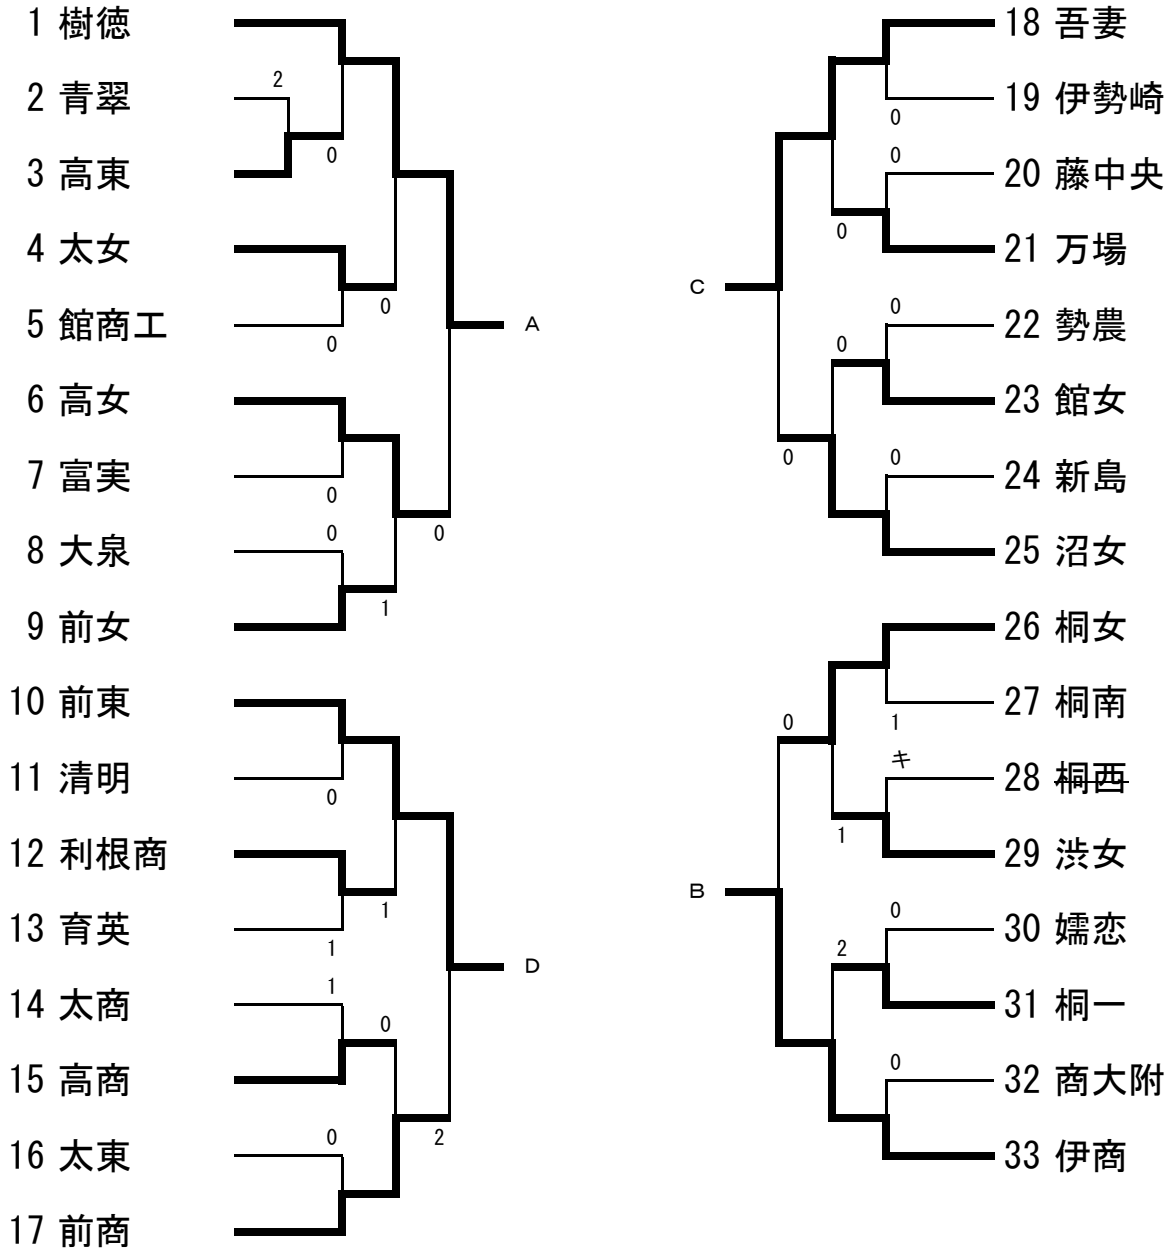 1 樹徳
2
2 青翠
0
3 高東
4 太女
0
5 館商工
0
A
6 高女
7 富実
0
0
8 大泉
0
1
9 前女
10 前東
11 清明
0
12 利根商
1
13 育英
1
D
1
14 太商
0
15 高商
0
16 太東
2
17 前商
18 吾妻
19 伊勢崎
0
0
20 藤中央
0
21 万場
C
0
22 勢農
0
23 館女
0
0
24 新島
25 沼女
26 桐女
0
27 桐南
1
キ
28 桐西
1
29 渋女
B
0
30 嬬恋
2
31 桐一
0
32 商大附
33 伊商